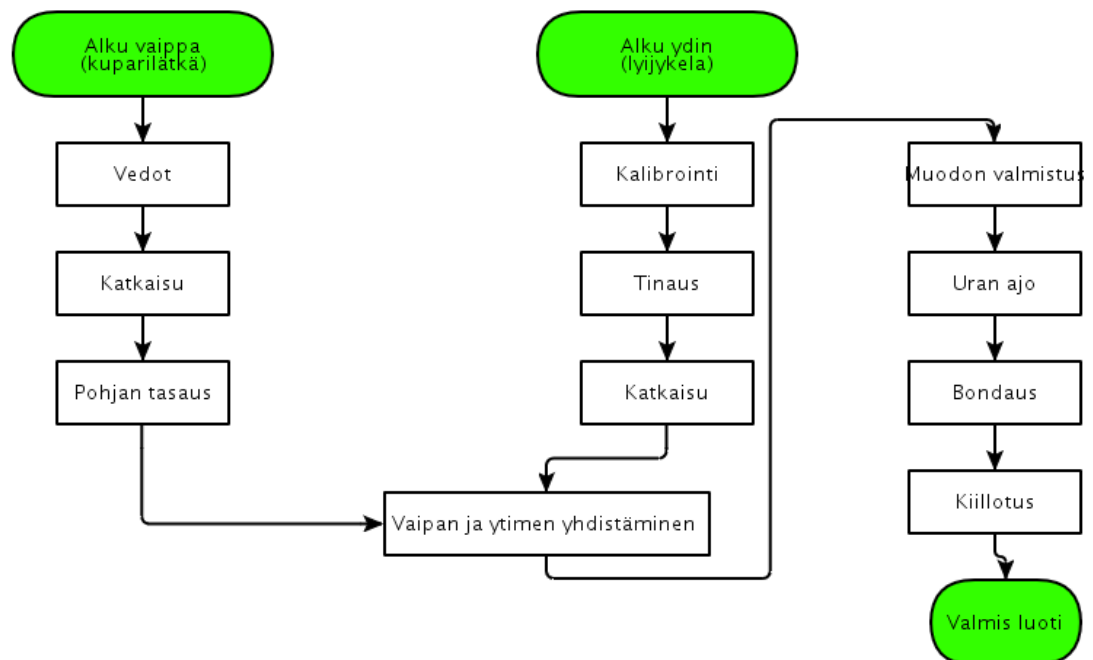 Alku vaippa
(kuparilätkä)
Vedot
Katkaisu
Pohjan tasaus
Alku ydin
(lyijykela)
Kalibrointi
Tinaus
Katkaisu
Vaipan ja ytimen yhdistäminen
Muodon valmistus
Uran ajo
Bondaus
Kiillotus
Valmis luoti